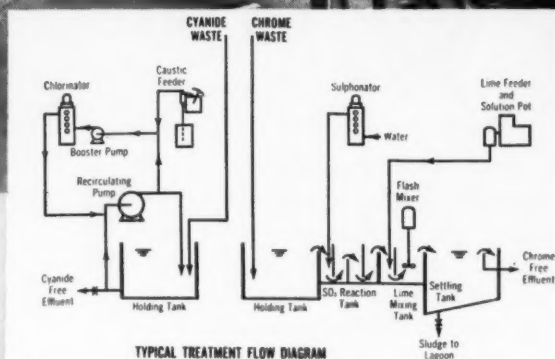 CYANIDE
WASTE
CHROME
WASTE
Chlorinator
Caustic
Feeder
Booster Pump
Recirculating
Pump
Cyanide
Free
Effluent
Holding Tank
Holding Tank
Sulphonator
Water
Lime Feeder
and
Solution Pot
Flash
Mixer
SO₂ Reaction
Tank
Lime
Mixing
Tank
Settling
Tank
Chrome
Free
Effluent
Sludge to
Lagoon
TYPICAL TREATMENT FLOW DIAGRAM